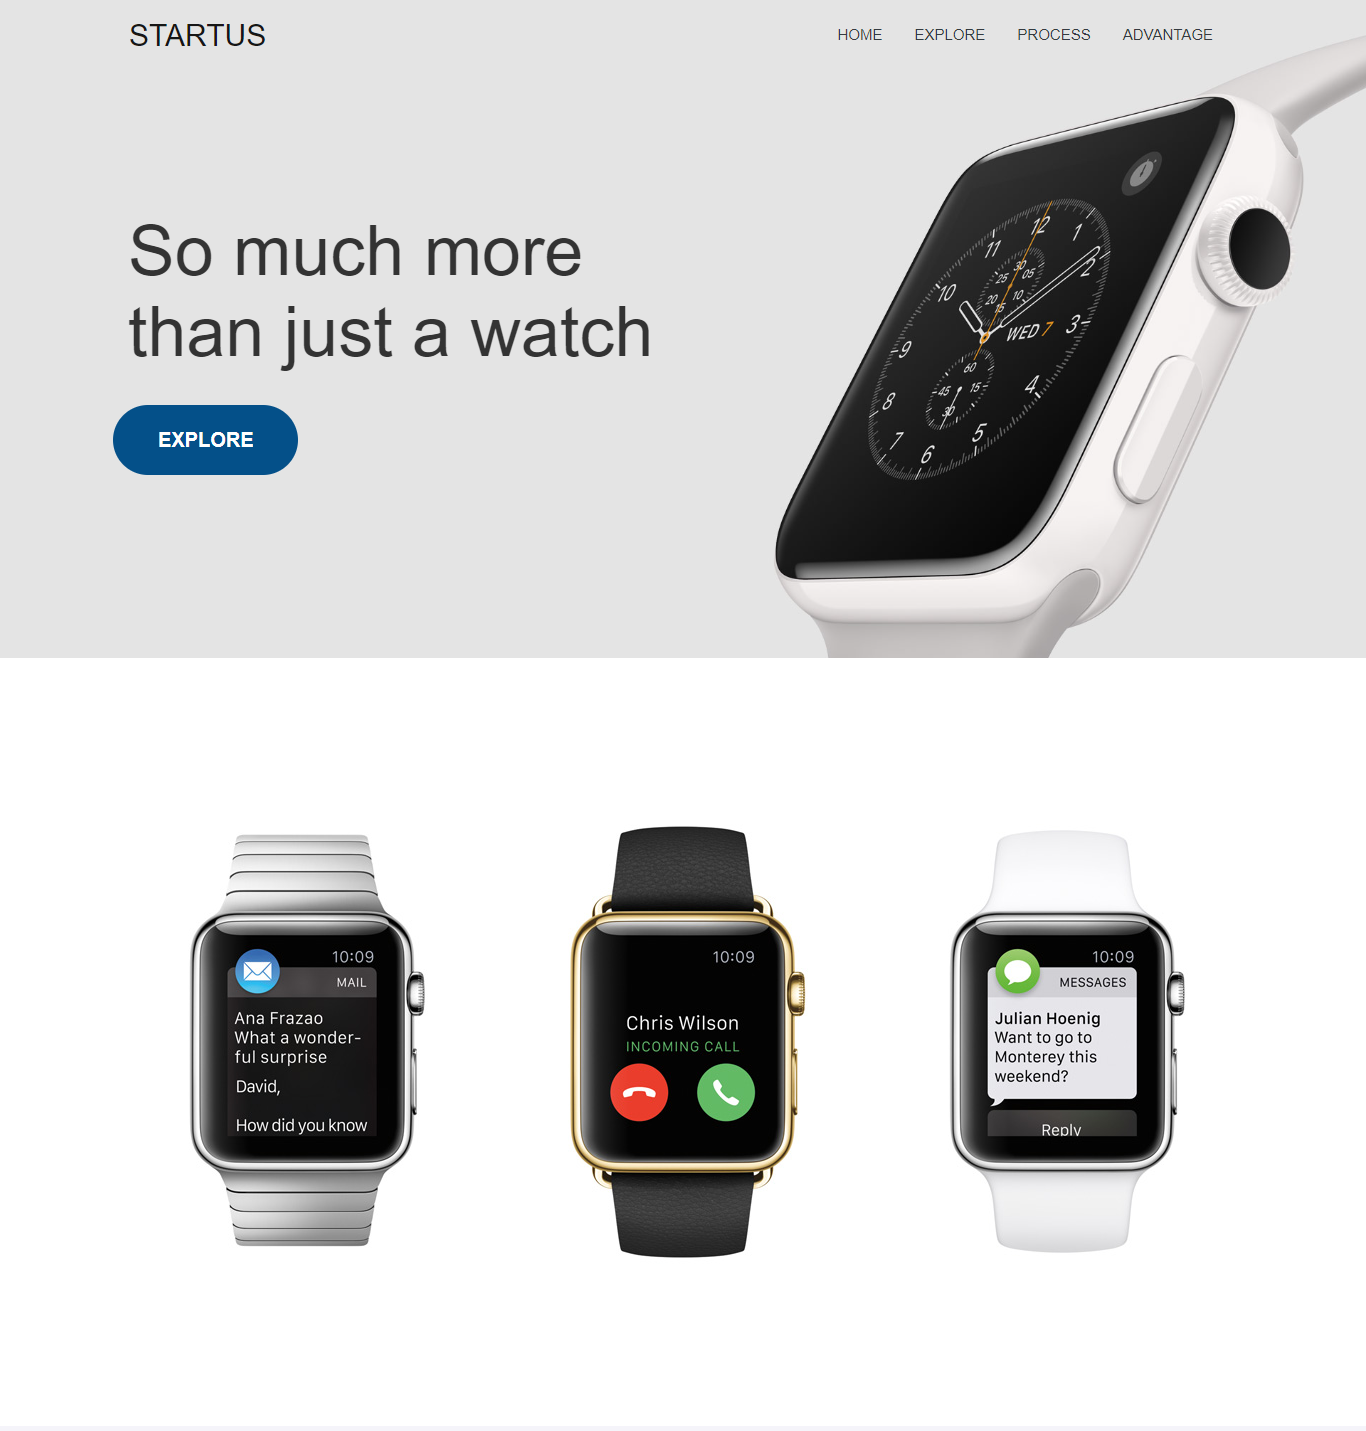 STARTUS
HOME EXPLORE PROCESS ADVANTAGE
So much more
than just a watch
EXPLORE
12
1
2
3
4
5
6
7
8
9
10
11
30
05
10
15
20
25
WED 7
60
15
30
45
10:09
MAIL
Ana Frazao
What a wonder-
ful surprise
David,
How did you know
10:09
Chris Wilson
INCOMING CALL
10:09
MESSAGES
Julian Hoenig
Want to go to
Monterey this
weekend?
Reply